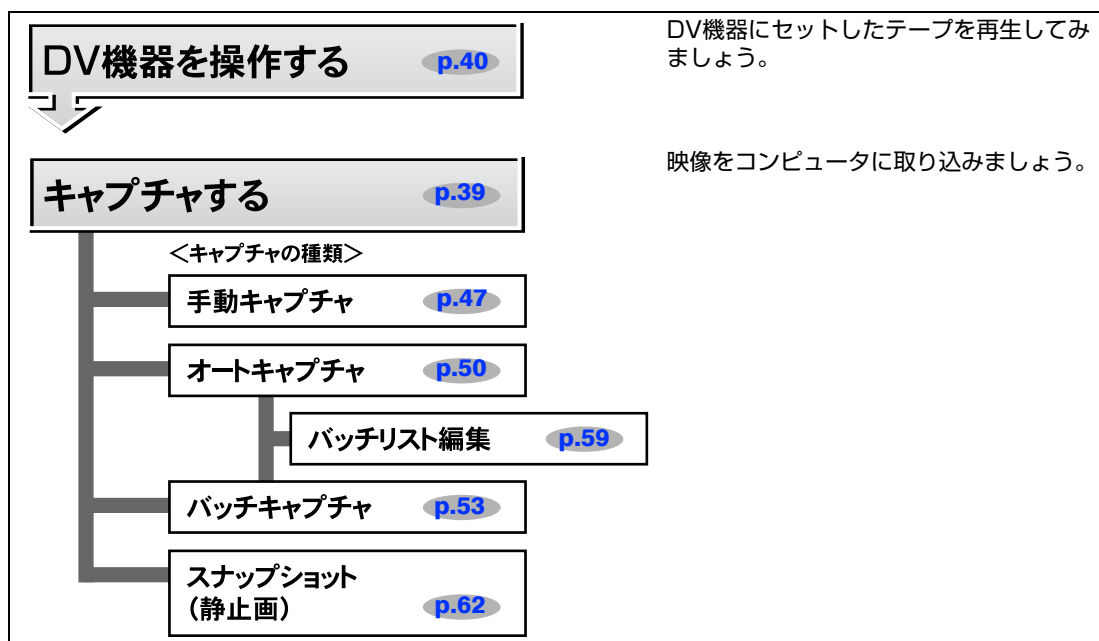 DV機器を操作する p.40
DV機器にセットしたテープを再生してみ
ましょう。
キャプチャする p.39
映像をコンピュータに取り込みましょう。
＜キャプチャの種類＞
手動キャプチャ p.47
オートキャプチャ p.50
バッチリスト編集 p.59
バッチキャプチャ p.53
スナップショット
（静止画） p.62